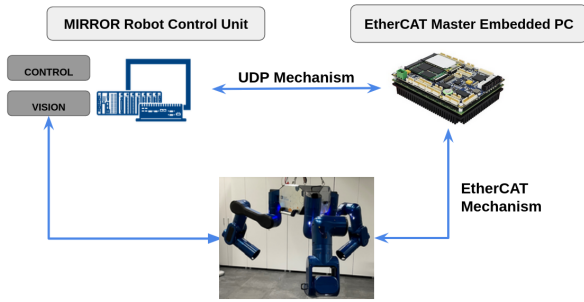 MIRROR Robot Control Unit
EtherCAT Master Embedded PC
CONTROL
VISION
UDP Mechanism
EtherCAT
Mechanism